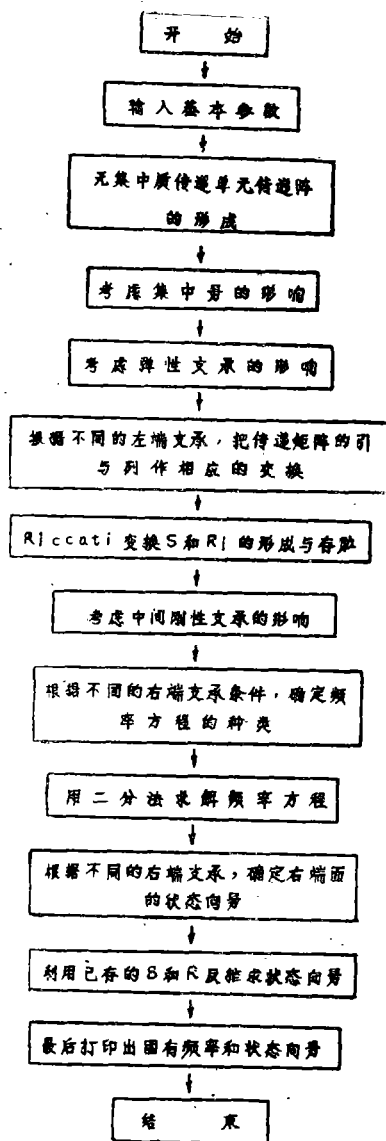 开 始
输入基本参数
无集中质传递单元传递阵
的形成
考虑集中量的影响
考虑弹性支承的影响
根据不同的左端支承，把传递矩阵的引
与列作相应的变换
Riccati 变换S和Ri的形成与存贮
考虑中间刚性支承的影响
根据不同的右端支承条件，确定频
率方程的种类
用二分法求解频率方程
根据不同的右端支承，确定右端面
的状态向量
利用已存的S和R反推求状态向量
最后打印出固有频率和状态向量
结 束